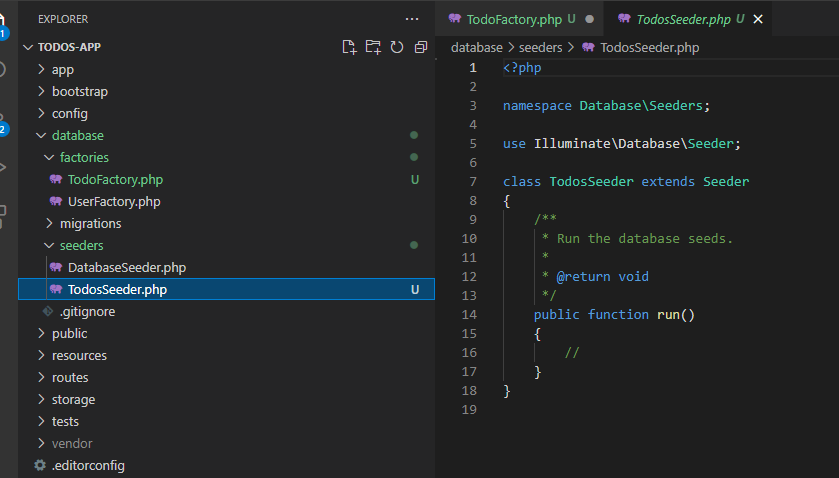 EXPLORER
···
TODOS-APP
app
bootstrap
config
database
factories
TodoFactory.php U
UserFactory.php
migrations
seeders
DatabaseSeeder.php
TodosSeeder.php U
.gitignore
public
resources
routes
storage
tests
vendor
.editorconfig
1
2
TodoFactory.php U ●
TodosSeeder.php U ×
database > seeders > TodosSeeder.php
1 <?php
2
3 namespace Database\Seeders;
4
5 use Illuminate\Database\Seeder;
6
7 class TodosSeeder extends Seeder
8 {
9 /**
10 * Run the database seeds.
11 *
12 * @return void
13 */
14 public function run()
15 {
16 //
17 }
18 }
19